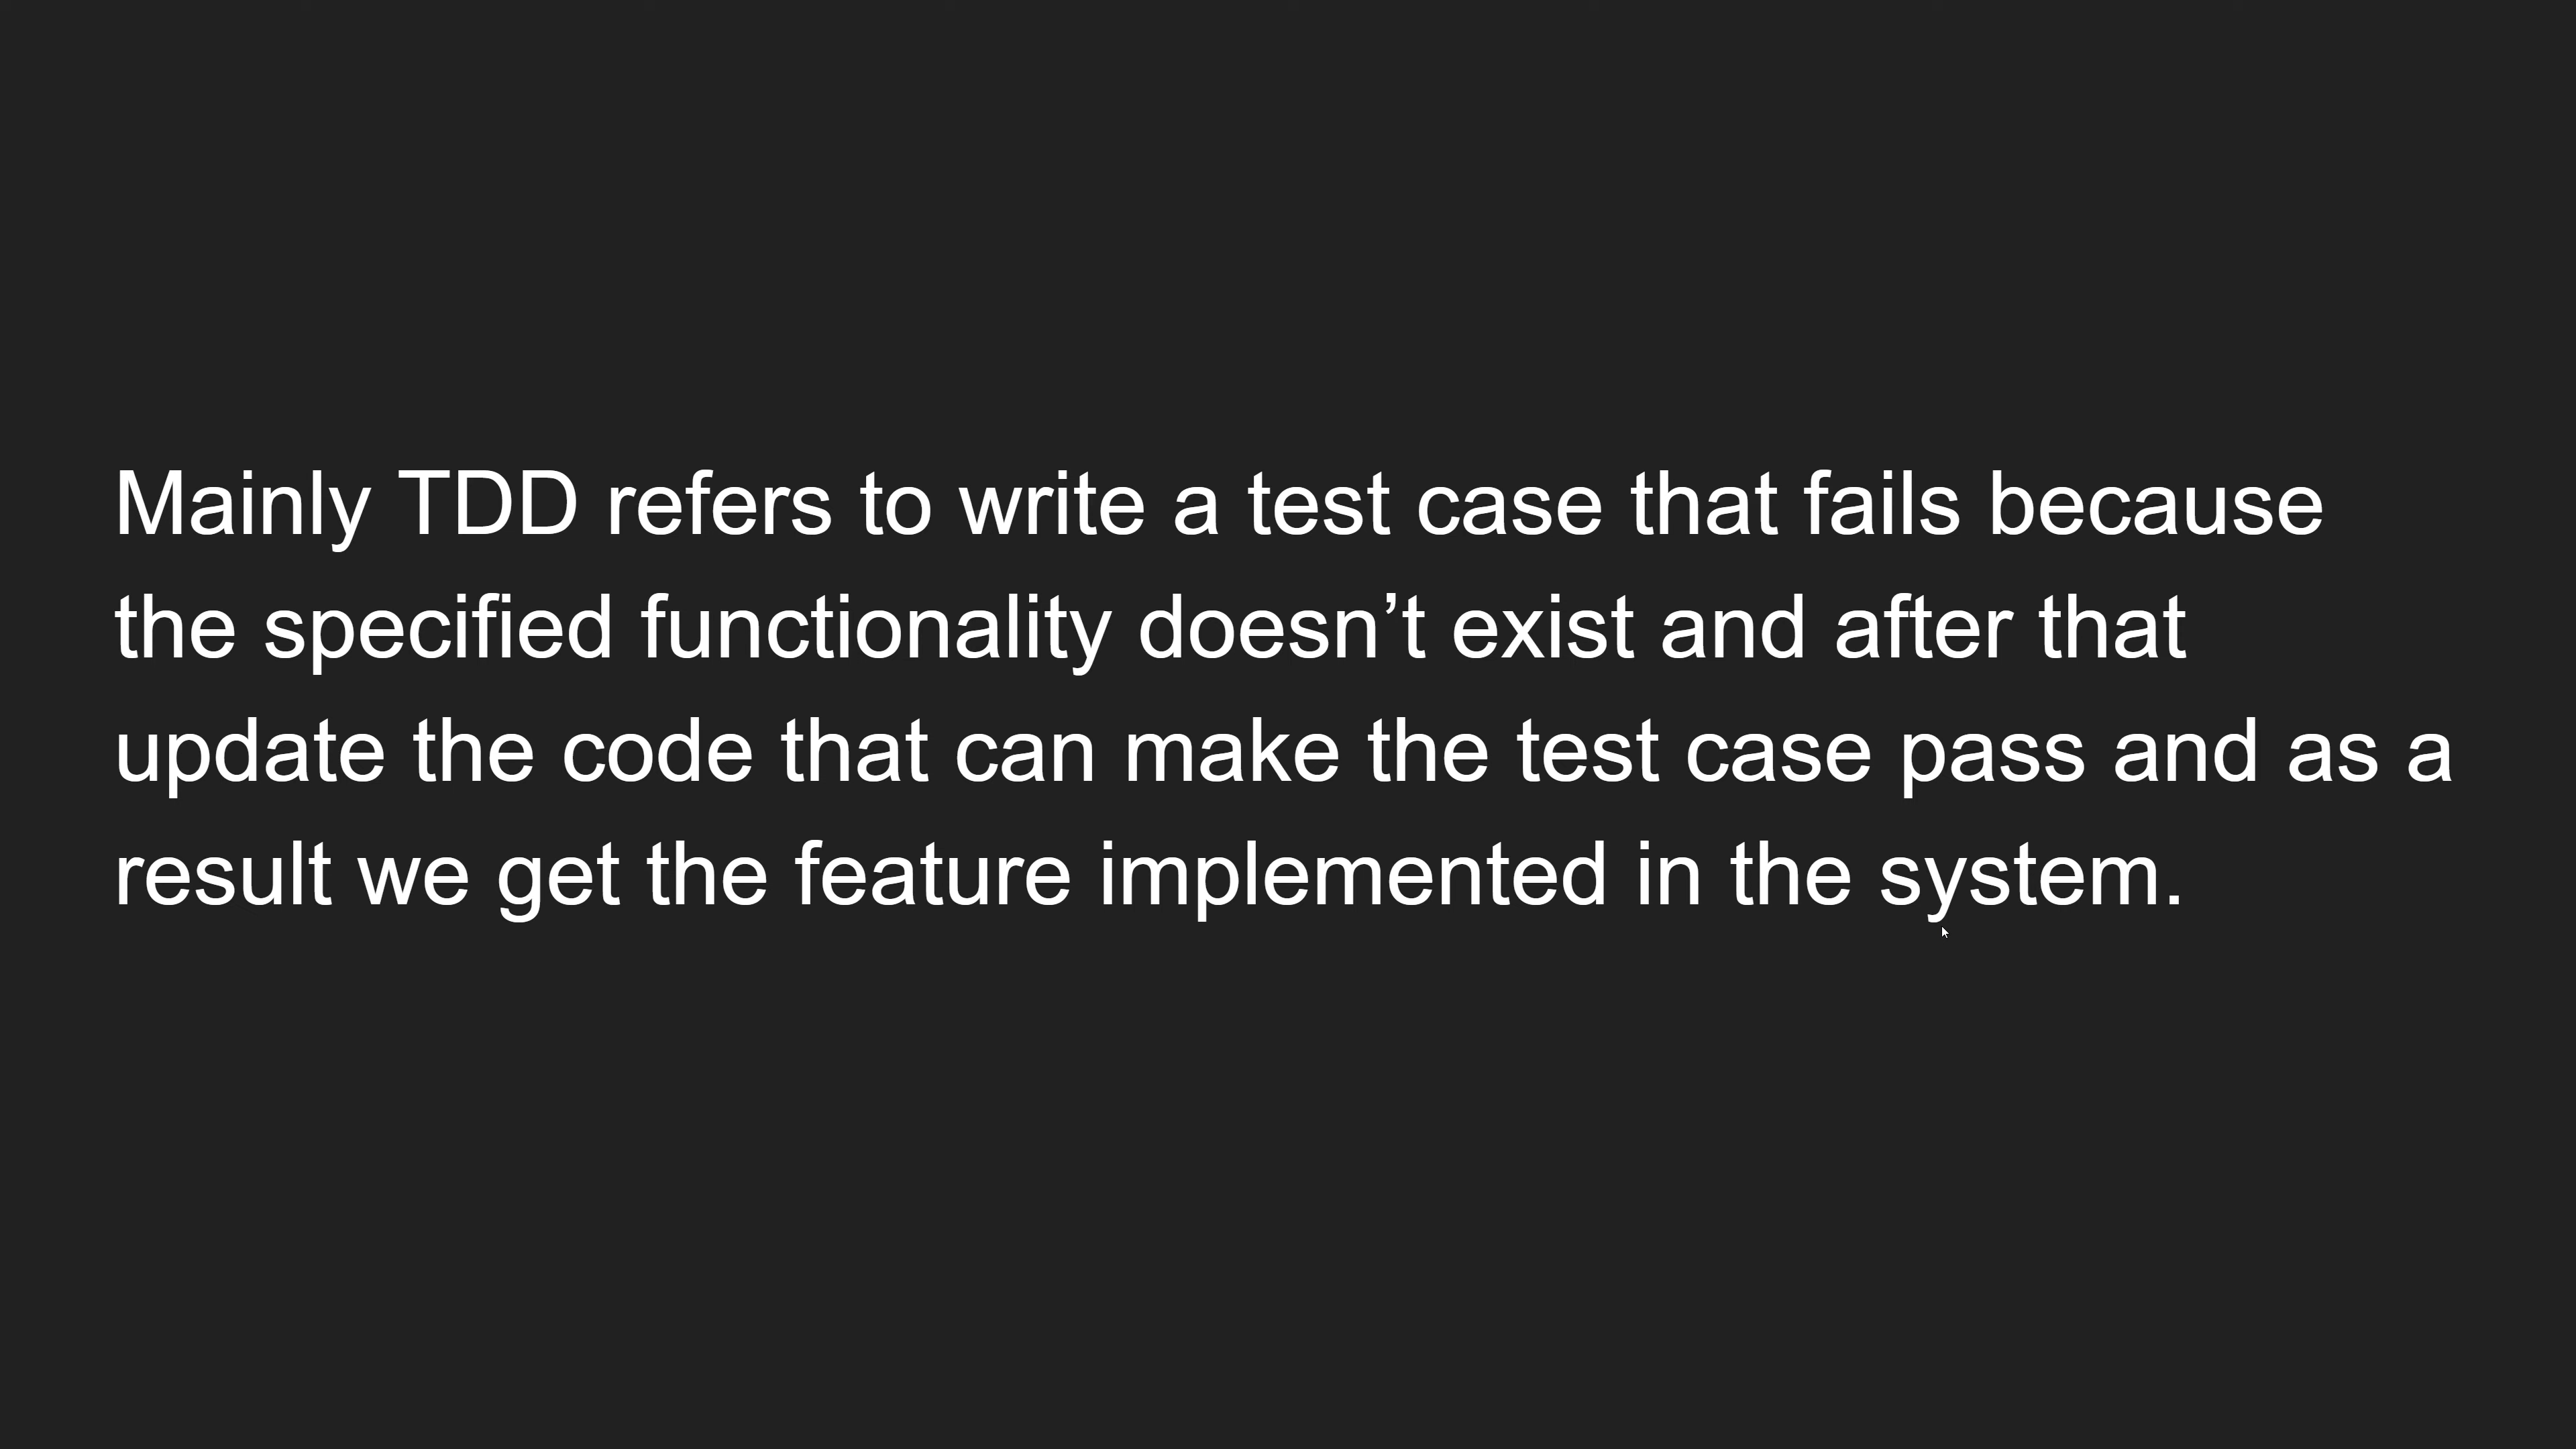 Mainly TDD refers to write a test case that fails because
the specified functionality doesn’t exist and after that
update the code that can make the test case pass and as a
result we get the feature implemented in the system.